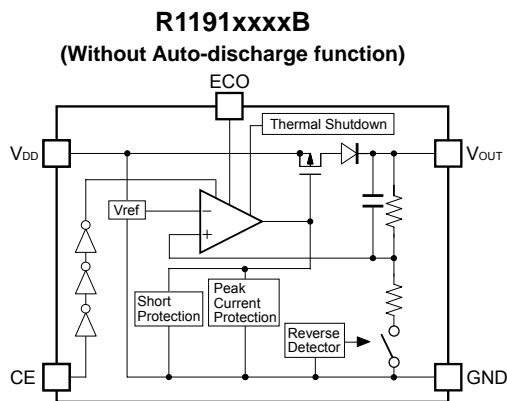 R1191xxxxB
(Without Auto-discharge function)
ECO
Thermal Shutdown
VDD
VOUT
Vref
−
+
Short
Protection
Peak
Current
Protection
Reverse
Detector
CE
GND